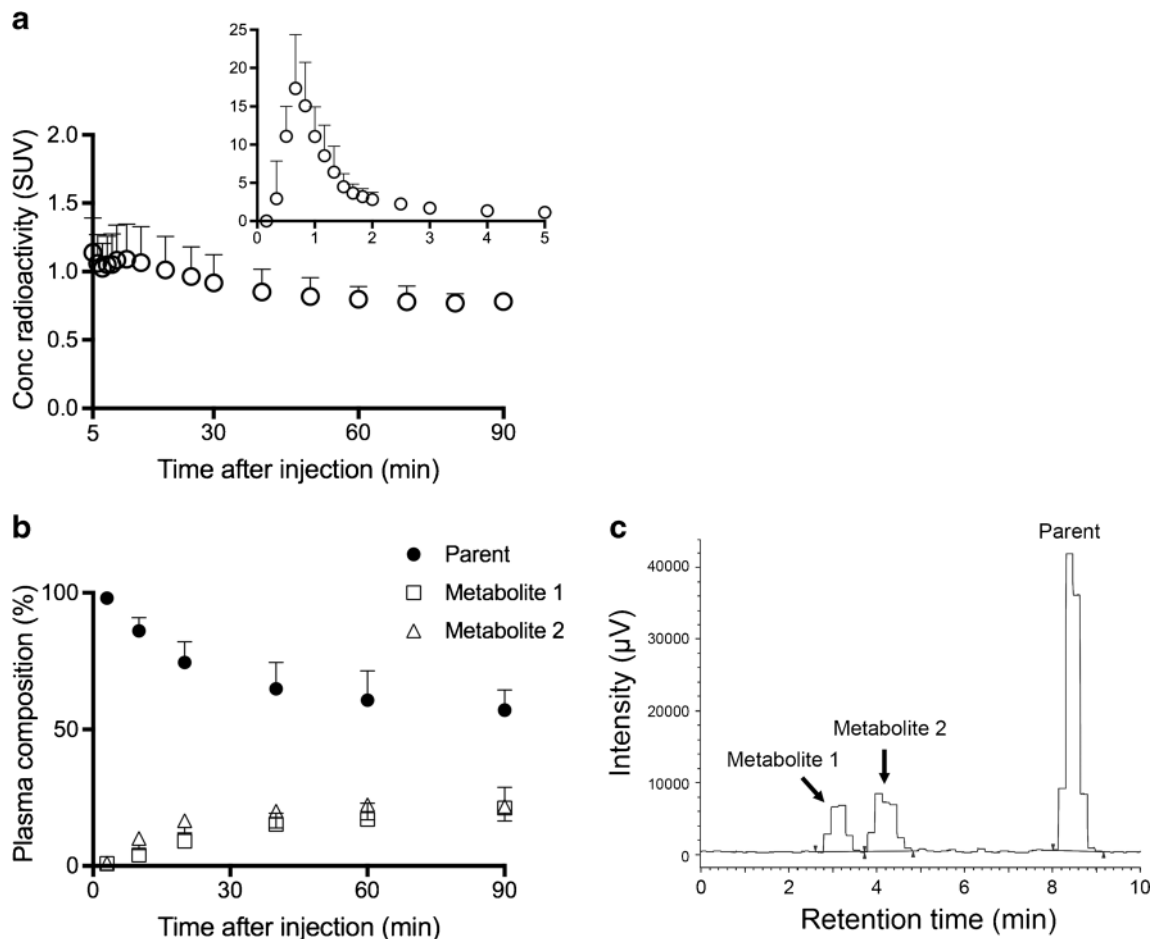 a
25
20
15
10
5
0
0 1 2 3 4 5
Conc radioactivity (SUV)
2.0
1.5
1.0
0.5
0.0
5 30 60 90
Time after injection (min)
b
Parent
Metabolite 1
Metabolite 2
Plasma composition (%)
100
50
0
0 30 60 90
Time after injection (min)
c
Parent
Metabolite 2
Metabolite 1
Intensity (µV)
40000
30000
20000
10000
0
0 2 4 6 8 10
Retention time (min)